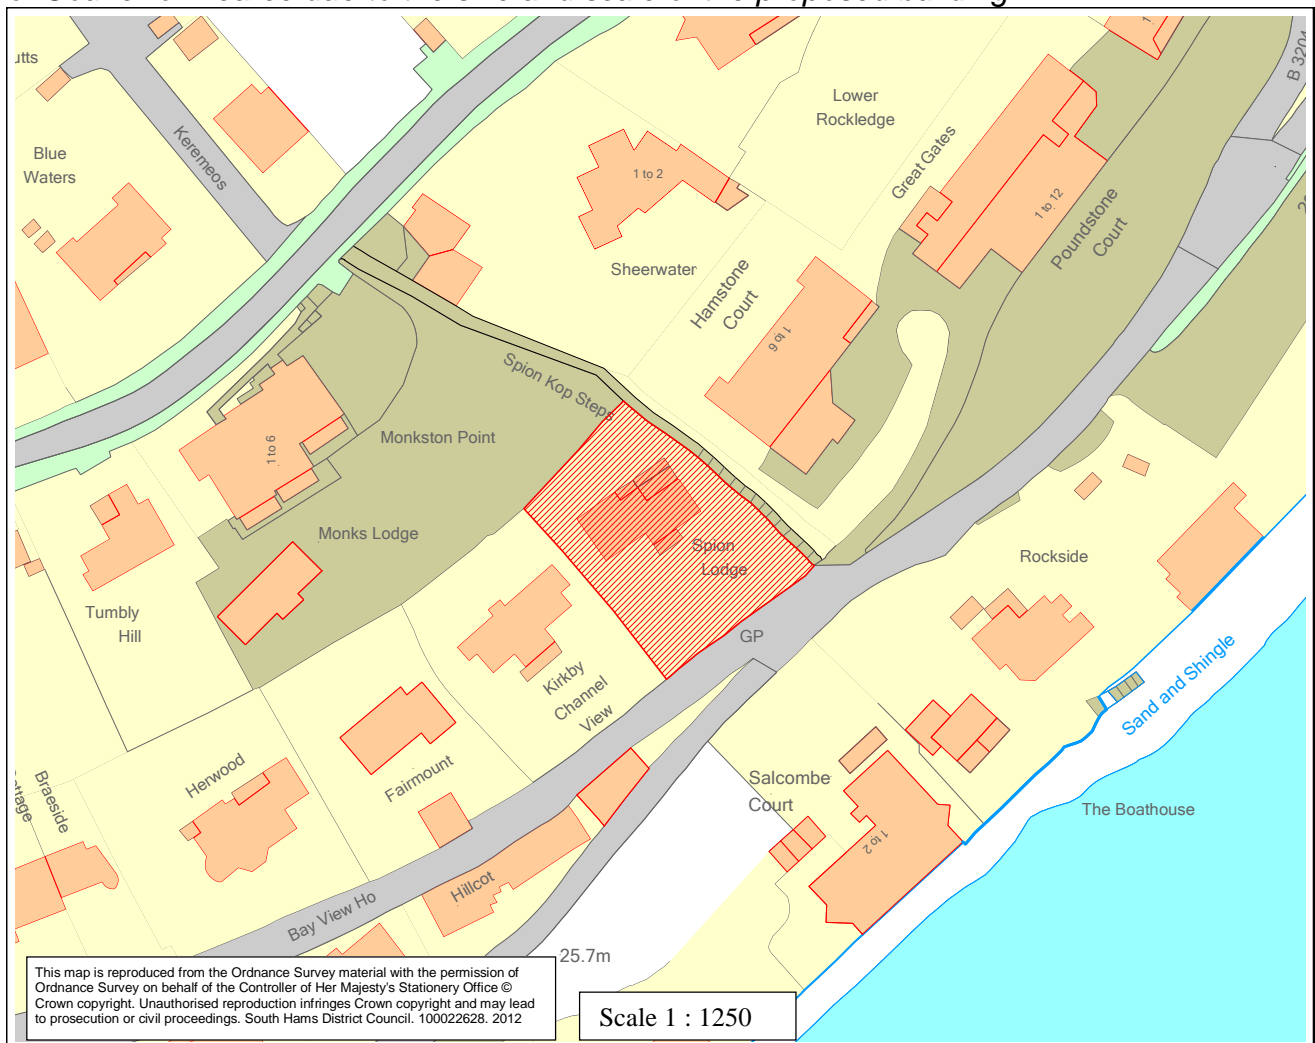 utts
Blue
Waters
Keremeos
1 to 2
Sheerwater
Lower
Rockledge
Great Gates
Hamstone
Court
1 to 6
1 to 12
Poundstone
Court
B 3204
Spion Kop Steps
Monkston Point
1 to 6
Monks Lodge
Tumbly
Hill
Spion
Lodge
GP
Rockside
Kirkby
Channel
View
Sand and Shingle
Herwood
Fairmount
Braeside
ottage
Salcombe
Court
1 to 2
The Boathouse
Hillcot
Bay View Ho
25.7m
This map is reproduced from the Ordnance Survey material with the permission of
Ordnance Survey on behalf of the Controller of Her Majesty's Stationery Office ©
Crown copyright. Unauthorised reproduction infringes Crown copyright and may lead
to prosecution or civil proceedings. South Hams District Council. 100022628. 2012
Scale 1 : 1250